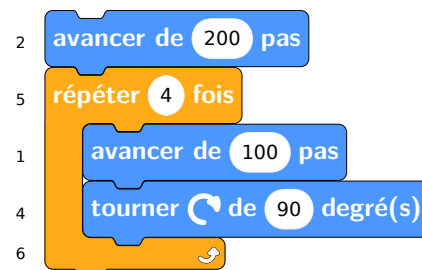 2 avancer de 200 pas
5 répéter 4 fois
1 avancer de 100 pas
4 tourner de 90 degré(s)
6